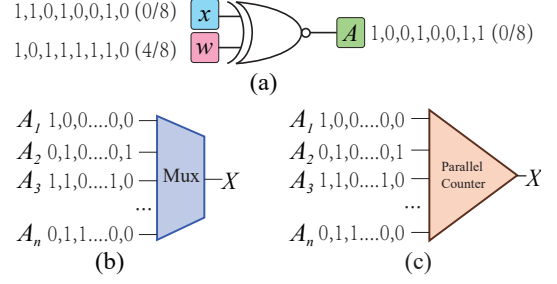 1,1,0,1,0,0,1,0 (0/8) x
1,0,1,1,1,1,1,0 (4/8) w
A 1,0,0,1,0,0,1,1 (0/8)
(a)
A1 1,0,0....0,0
A2 0,1,0....0,1
A3 1,1,0....1,0
...
An 0,1,1....0,0
Mux
X
(b)
A1 1,0,0....0,0
A2 0,1,0....0,1
A3 1,1,0....1,0
...
An 0,1,1....0,0
Parallel
Counter
X
(c)